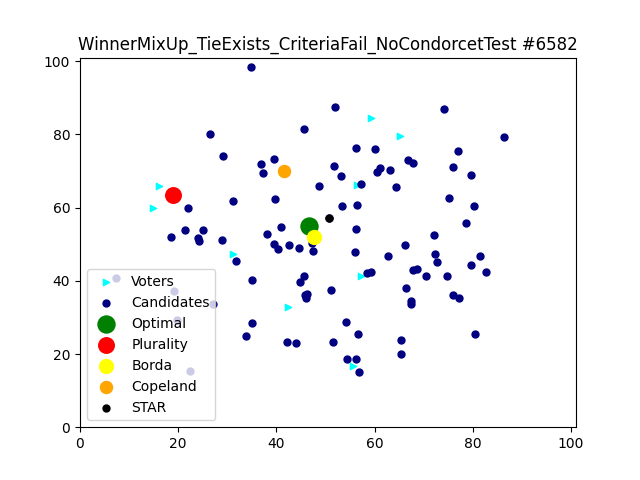 WinnerMixUp_TieExists_CriteriaFail_NoCondorcetTest #6582
100
80
60
40
20
0
Voters
Candidates
Optimal
Plurality
Borda
Copeland
STAR
0 20 40 60 80 100